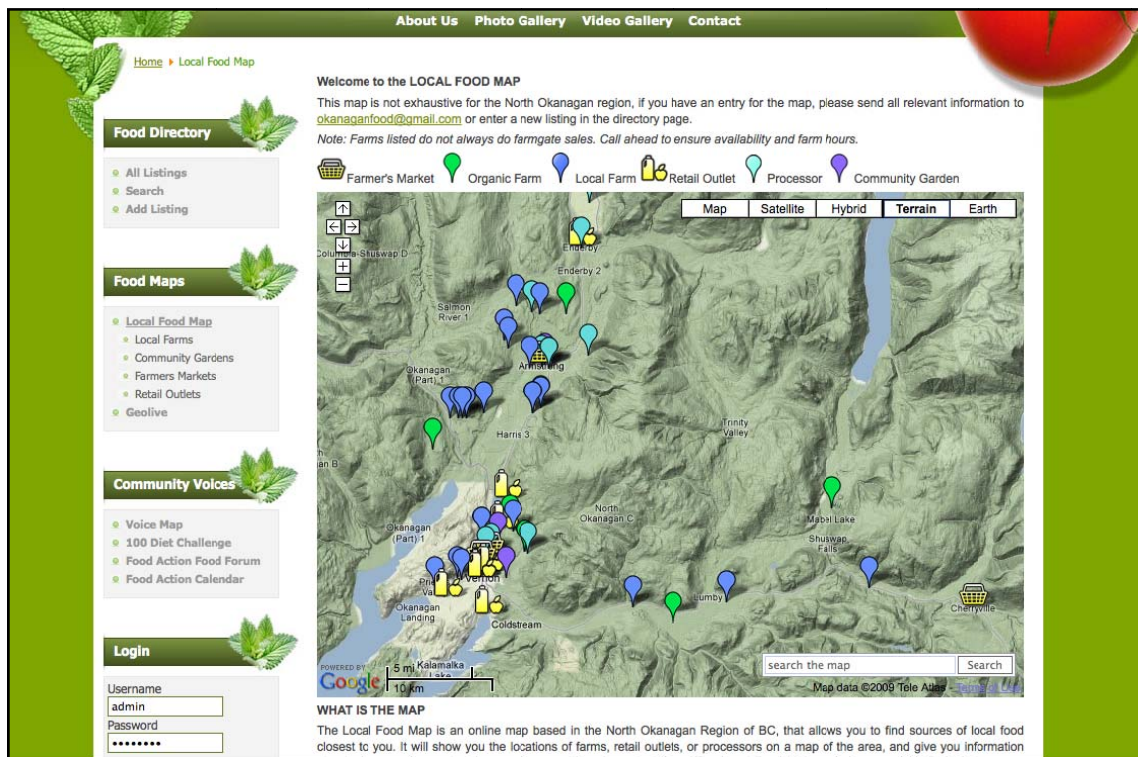 About Us Photo Gallery Video Gallery Contact
Home Local Food Map
Food Directory
All Listings
Search
Add Listing
Food Maps
Local Food Map
Local Farms
Community Gardens
Farmers Markets
Retail Outlets
Geolive
Community Voices
Voice Map
100 Diet Challenge
Food Action Food Forum
Food Action Calendar
Login
Username
admin
Password
Welcome to the LOCAL FOOD MAP
This map is not exhaustive for the North Okanagan region, if you have an entry for the map, please send all relevant information to
okanaganfood@gmail.com or enter a new listing in the directory page.
Note: Farms listed do not always do farmgate sales. Call ahead to ensure availability and farm hours.
Farmer's Market Organic Farm Local Farm Retail Outlet Processor Community Garden
Map Satellite Hybrid Terrain Earth
Columbia-Shuswap D
Enderby
Enderby 2
Salmon
River 1
Armstrong
Okanagan
(Part) 1
Harris 3
Trinity
Valley
North
Okanagan C
Mabel Lake
Shuswap
Falls
Okanagan
(Part) 1
Vernon
Okanagan
Landing
Coldstream
Lumby
Cherryville
Kalamalka
Lake
5 mi
10 km
POWERED BY
Google
search the map Search
Map data ©2009 Tele Atlas -
WHAT IS THE MAP
The Local Food Map is an online map based in the North Okanagan Region of BC, that allows you to find sources of local food
closest to you. It will show you the locations of farms, retail outlets, or processors on a map of the area, and give you information